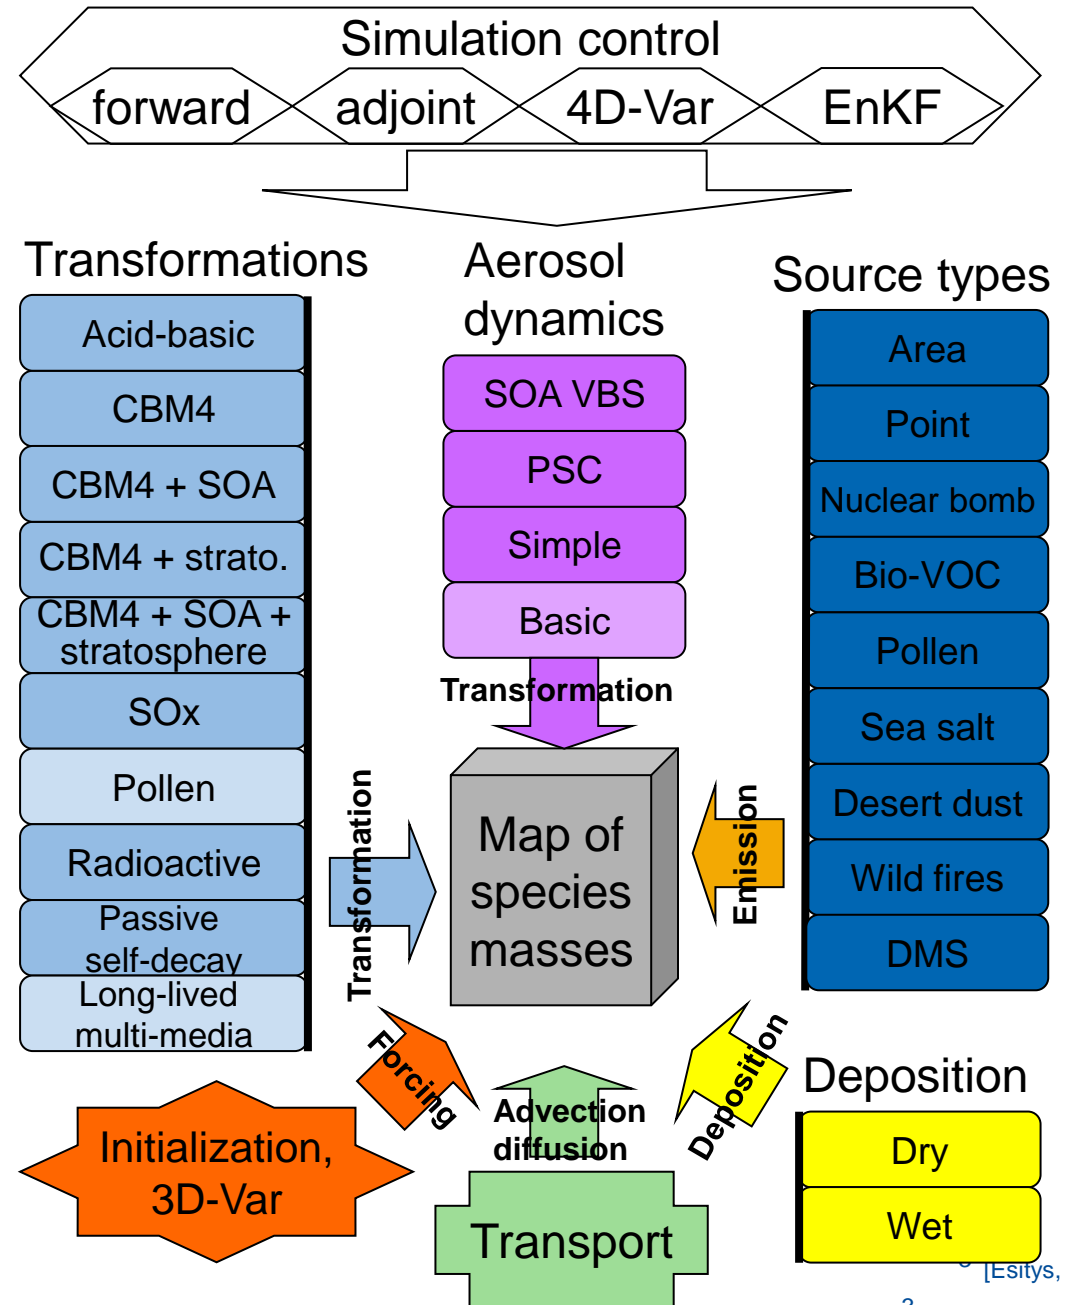 Simulation control
forward adjoint 4D-Var EnKF
Transformations
Acid-basic
CBM4
CBM4 + SOA
CBM4 + strato.
CBM4 + SOA +
stratosphere
SOx
Pollen
Radioactive
Passive
self-decay
Long-lived
multi-media
Aerosol
dynamics
SOA VBS
PSC
Simple
Basic
Transformation
Source types
Area
Point
Nuclear bomb
Bio-VOC
Pollen
Sea salt
Desert dust
Wild fires
DMS
Transformation
Map of
species
masses
Emission
Forcing
Advection
diffusion
Deposition
Initialization,
3D-Var
Transport
Deposition
Dry
Wet
[Esitys,